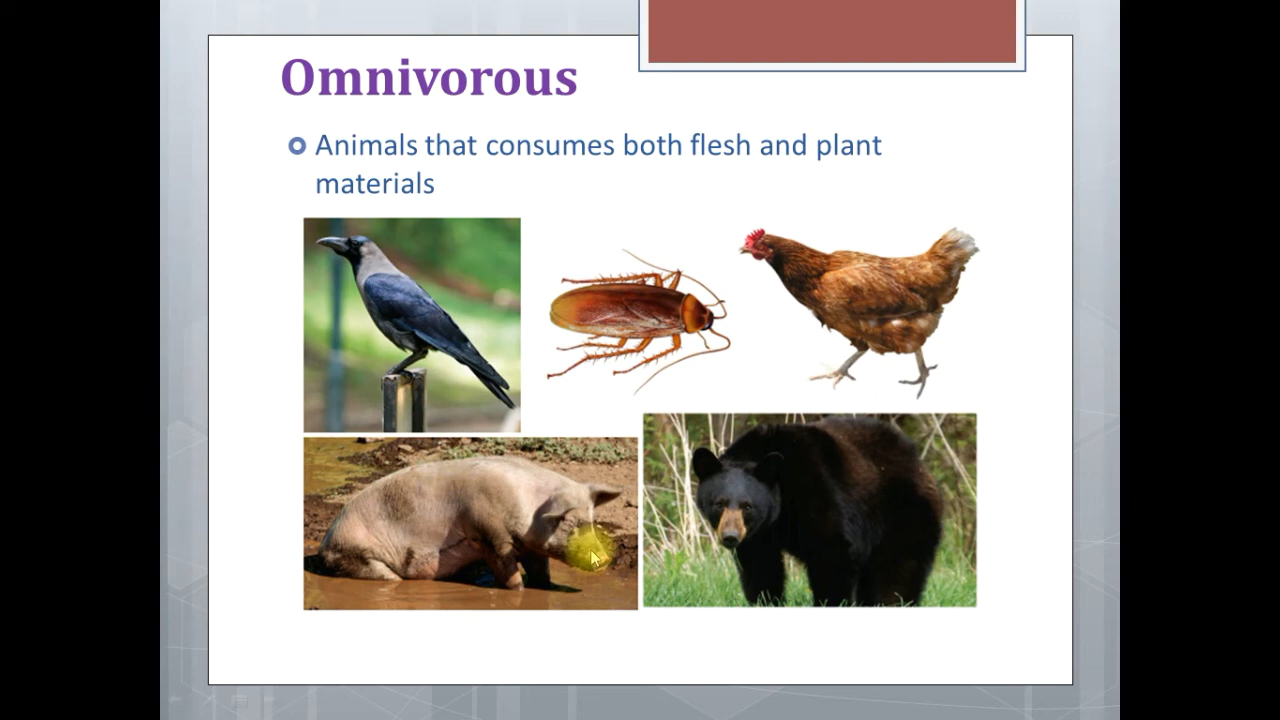 Omnivorous
Animals that consumes both flesh and plant
materials